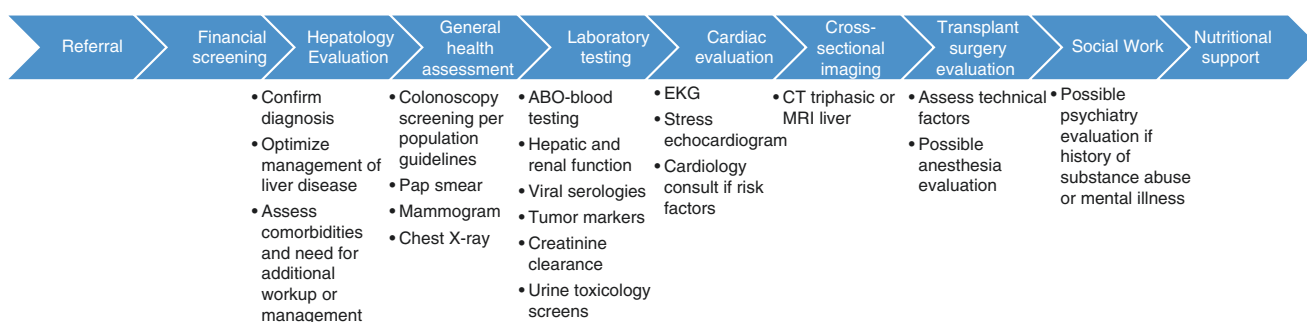 Referral
Financial
screening
Hepatology
Evaluation
General
health
assessment
Laboratory
testing
Cardiac
evaluation
Cross-
sectional
imaging
Transplant
surgery
evaluation
Social Work
Nutritional
support
• Confirm
diagnosis
• Optimize
management of
liver disease
• Assess
comorbidities
and need for
additional
workup or
management
• Colonoscopy
screening per
population
guidelines
• Pap smear
• Mammogram
• Chest X-ray
• ABO-blood
testing
• Hepatic and
renal function
• Viral serologies
• Tumor markers
• Creatinine
clearance
• Urine toxicology
screens
• EKG
• Stress
echocardiogram
• Cardiology
consult if risk
factors
• CT triphasic or
MRI liver
• Assess technical
factors
• Possible
anesthesia
evaluation
• Possible
psychiatry
evaluation if
history of
substance abuse
or mental illness